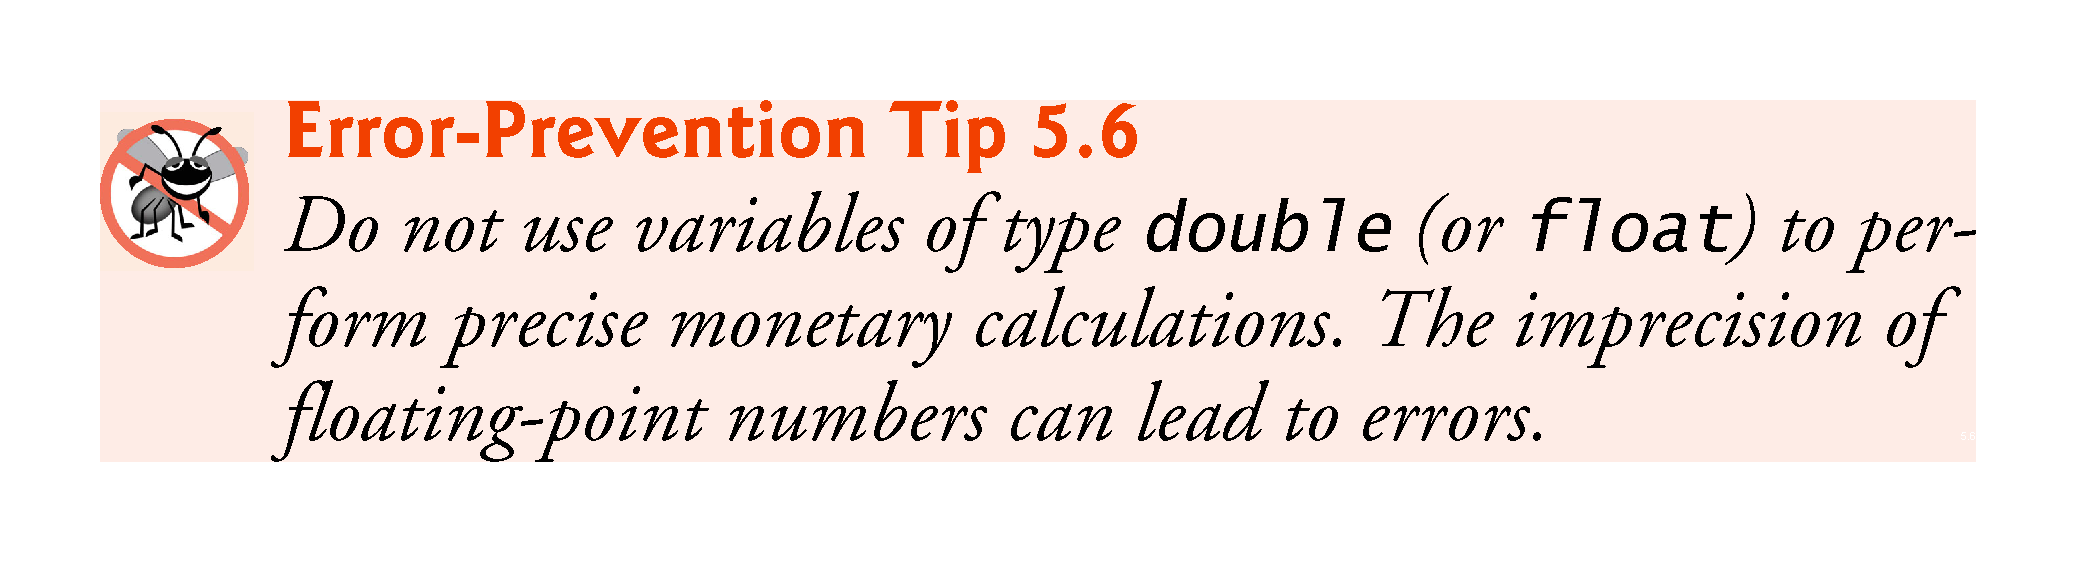 Error-Prevention Tip 5.6
Do not use variables of type double (or float) to per-
form precise monetary calculations. The imprecision of
floating-point numbers can lead to errors.
56